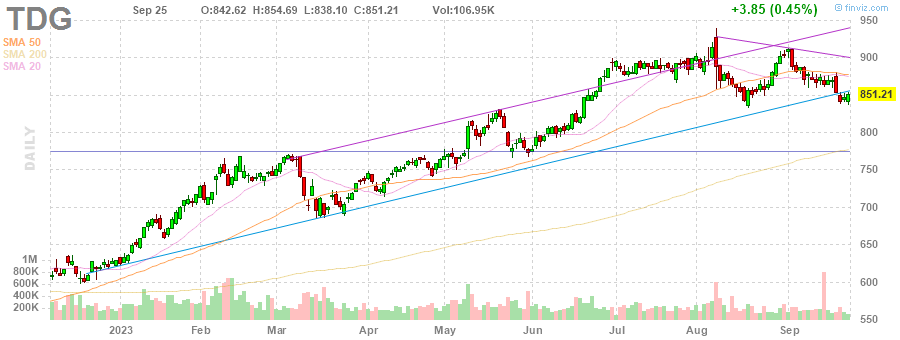 TDG
Sep 25 O:842.62 H:854.69 L:838.10 C:851.21 Vol:106.95K
+3.85 (0.45%)
© finviz.com
SMA 50
SMA 200
SMA 20
DAILY
950
900
851.21
800
750
700
650
600
550
1M
800K
600K
400K
200K
2023 Feb Mar Apr May Jun Jul Aug Sep